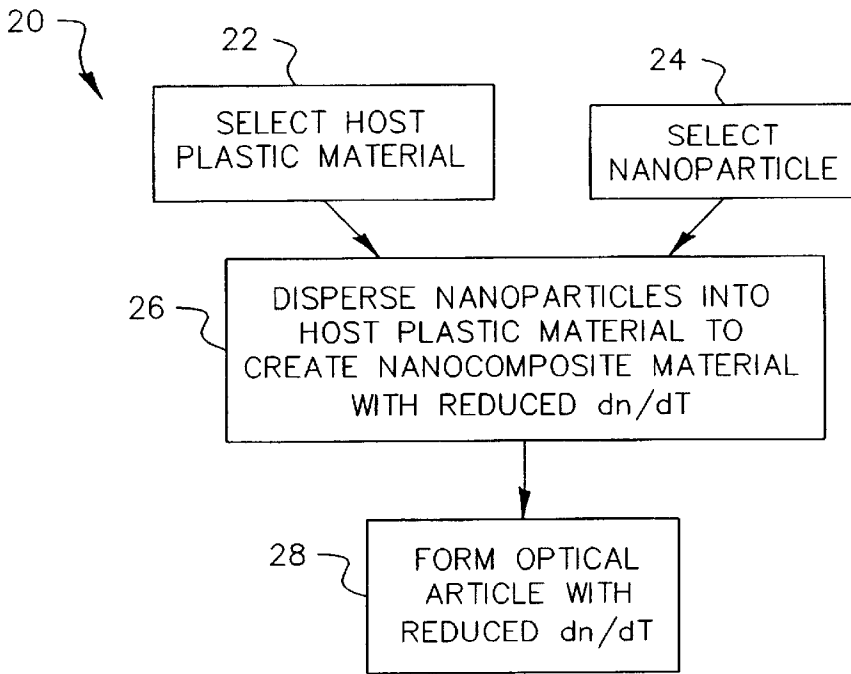 20
22
SELECT HOST
PLASTIC MATERIAL
24
SELECT
NANOPARTICLE
26
DISPERSE NANOPARTICLES INTO
HOST PLASTIC MATERIAL TO
CREATE NANOCOMPOSITE MATERIAL
WITH REDUCED dn/dT
28
FORM OPTICAL
ARTICLE WITH
REDUCED dn/dT